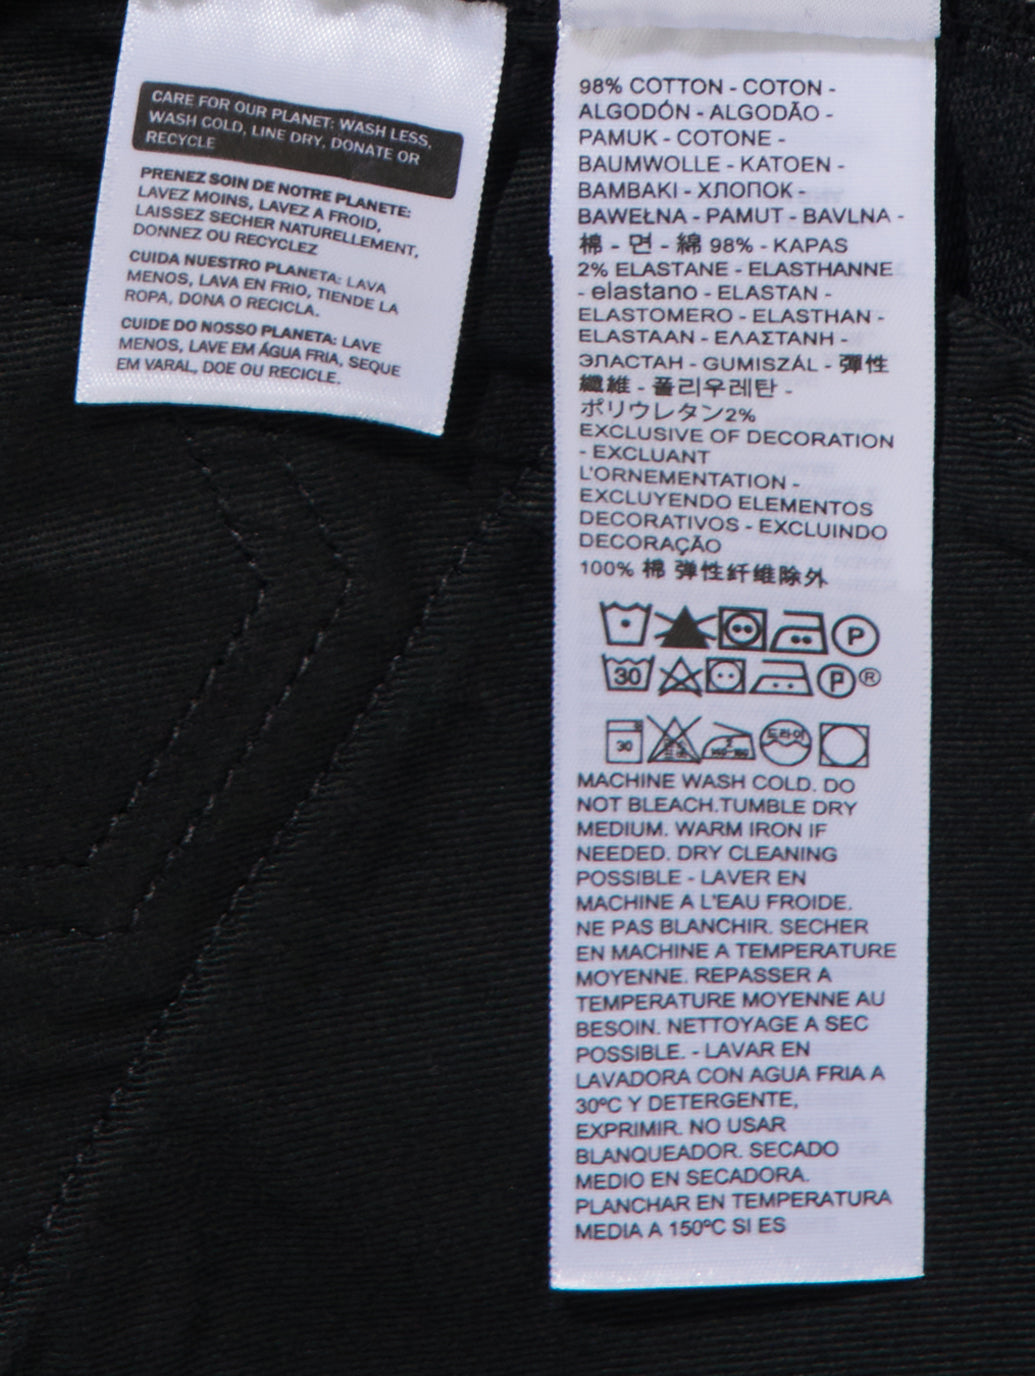 CARE FOR OUR PLANET: WASH LESS,
WASH COLD, LINE DRY, DONATE OR
RECYCLE
PRENEZ SOIN DE NOTRE PLANETE:
LAVEZ MOINS, LAVEZ A FROID,
LAISSEZ SECHER NATURELLEMENT,
DONNEZ OU RECYCLEZ
CUIDA NUESTRO PLANETA: LAVA
MENOS, LAVA EN FRIO, TIENDE LA
ROPA, DONA O RECICLA.
CUIDE DO NOSSO PLANETA: LAVE
MENOS, LAVE EM ÁGUA FRIA, SEQUE
EM VARAL, DOE OU RECICLE.
98% COTTON - COTON -
ALGODÓN - ALGODÃO -
PAMUK - COTONE -
BAUMWOLLE - KATOEN -
BAMBAKI - ХЛОПОК -
BAWEŁNA - PAMUT - BAVLNA -
棉 - 면 - 綿 98% - KAPAS
2% ELASTANE - ELASTHANNE
- elastano - ELASTAN -
ELASTOMERO - ELASTHAN -
ELASTAAN - ΕΛΑΣΤΑΝΗ -
ЭЛАСТАН - GUMISZÁL - 彈性
纖維 - 폴리우레탄 -
ポリウレタン2%
EXCLUSIVE OF DECORATION
- EXCLUANT
L'ORNEMENTATION -
EXCLUYENDO ELEMENTOS
DECORATIVOS - EXCLUINDO
DECORAÇÃO
100% 棉 弹性纤维除外
P
30 P®
30 드라이
MACHINE WASH COLD. DO
NOT BLEACH.TUMBLE DRY
MEDIUM. WARM IRON IF
NEEDED. DRY CLEANING
POSSIBLE - LAVER EN
MACHINE A L'EAU FROIDE.
NE PAS BLANCHIR. SECHER
EN MACHINE A TEMPERATURE
MOYENNE. REPASSER A
TEMPERATURE MOYENNE AU
BESOIN. NETTOYAGE A SEC
POSSIBLE. - LAVAR EN
LAVADORA CON AGUA FRIA A
30ºC Y DETERGENTE,
EXPRIMIR. NO USAR
BLANQUEADOR. SECADO
MEDIO EN SECADORA.
PLANCHAR EN TEMPERATURA
MEDIA A 150ºC SI ES